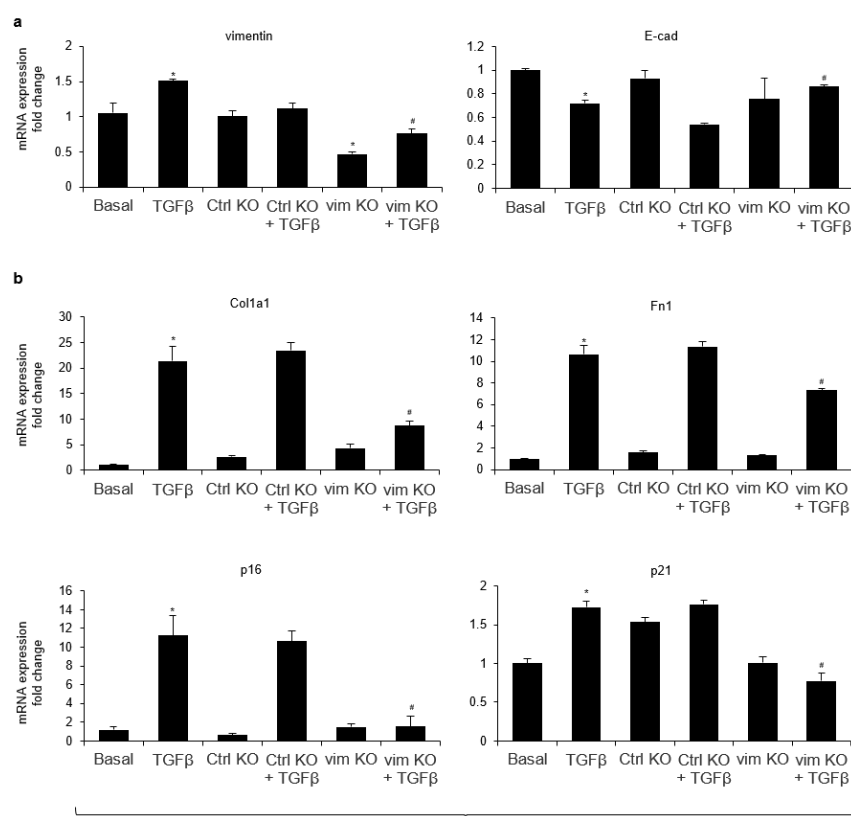 a
vimentin
mRNA expression
fold change
2
1.5
1
0.5
0
*
*
#
Basal TGFβ Ctrl KO Ctrl KO + TGFβ vim KO vim KO + TGFβ
E-cad
1.2
1
0.8
0.6
0.4
0.2
0
*
#
Basal TGFβ Ctrl KO Ctrl KO + TGFβ vim KO vim KO + TGFβ
b
Col1a1
mRNA expression
fold change
30
25
20
15
10
5
0
*
#
Basal TGFβ Ctrl KO Ctrl KO + TGFβ vim KO vim KO + TGFβ
Fn1
14
12
10
8
6
4
2
0
*
#
Basal TGFβ Ctrl KO Ctrl KO + TGFβ vim KO vim KO + TGFβ
p16
mRNA expression
fold change
16
14
12
10
8
6
4
2
0
*
#
Basal TGFβ Ctrl KO Ctrl KO + TGFβ vim KO vim KO + TGFβ
p21
2
1.5
1
0.5
0
*
#
Basal TGFβ Ctrl KO Ctrl KO + TGFβ vim KO vim KO + TGFβ